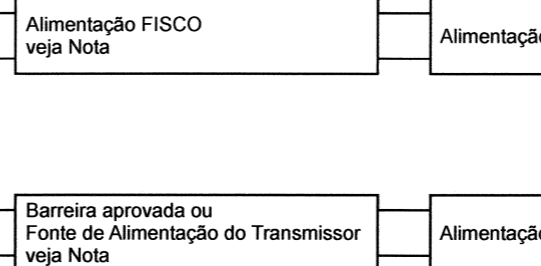 Alimentação FISCO
veja Nota
Alimentação
Barreira aprovada ou
Fonte de Alimentação do Transmissor
veja Nota
Alimentação